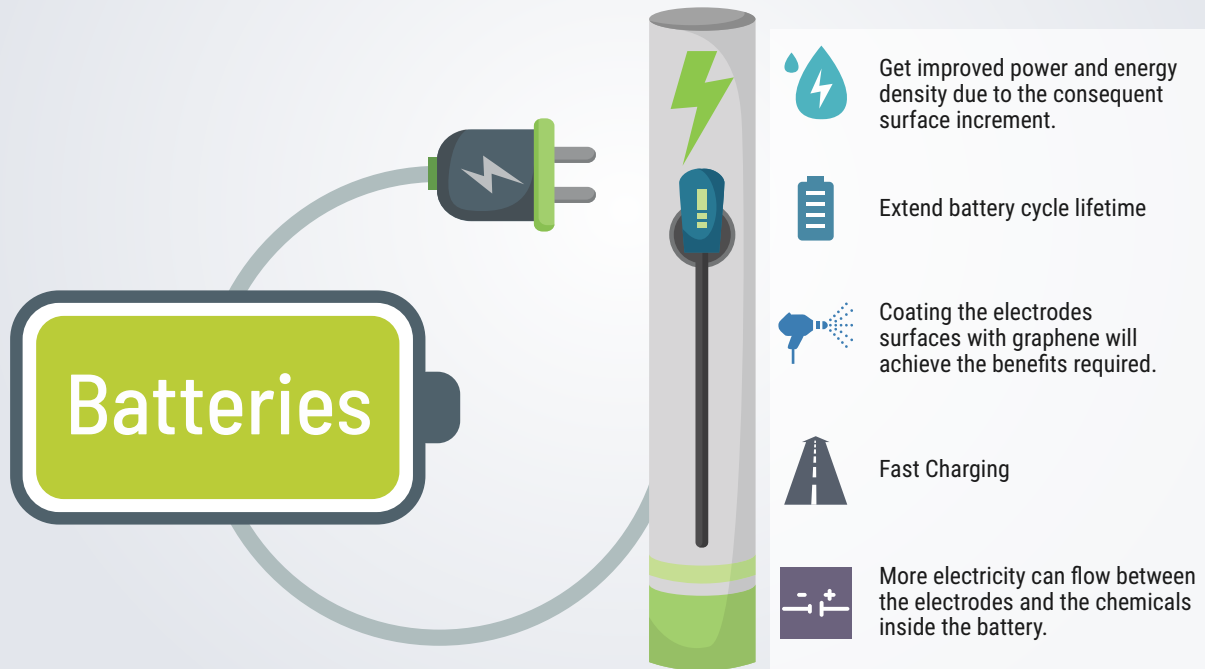 Batteries
Get improved power and energy
density due to the consequent
surface increment.
Extend battery cycle lifetime
Coating the electrodes
surfaces with graphene will
achieve the benefits required.
Fast Charging
More electricity can flow between
the electrodes and the chemicals
inside the battery.